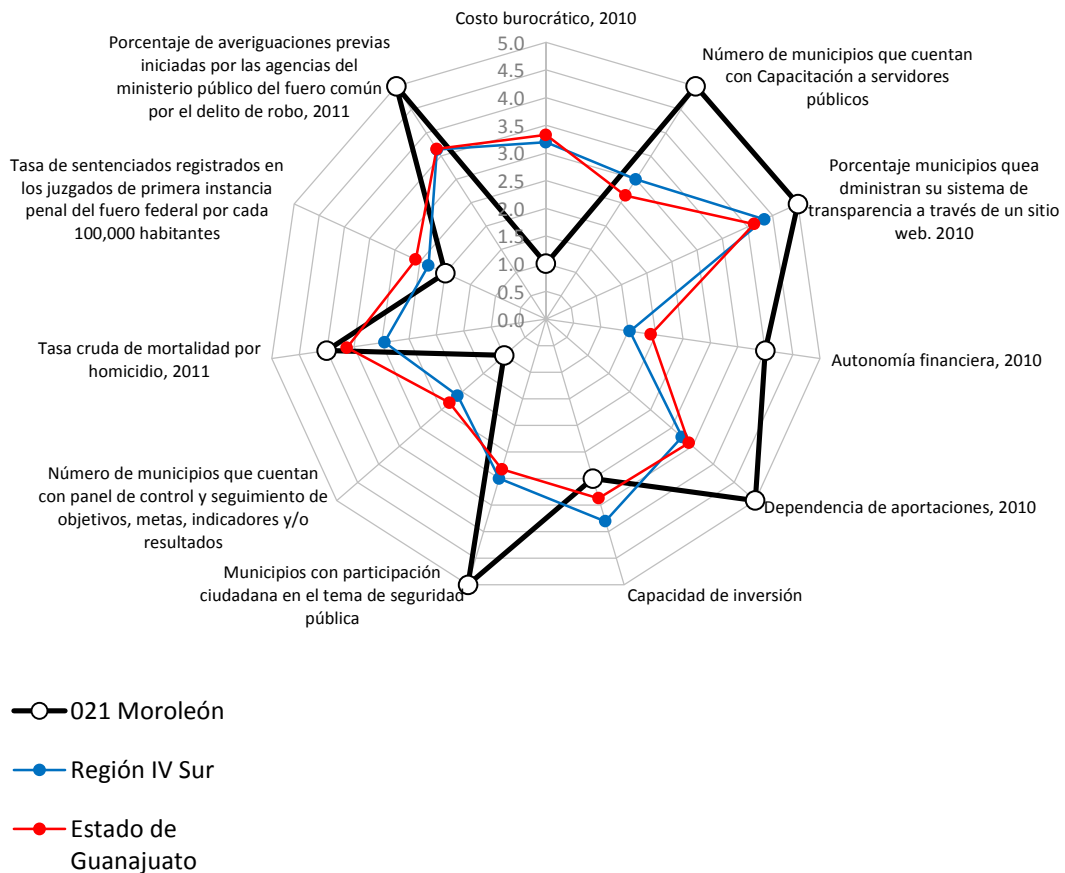 Costo burocrático, 2010
Número de municipios que cuentan
con Capacitación a servidores
públicos
Porcentaje municipios quea
dministran su sistema de
transparencia a través de un sitio
web. 2010
Autonomía financiera, 2010
Dependencia de aportaciones, 2010
Capacidad de inversión
Municipios con participación
ciudadana en el tema de seguridad
pública
Número de municipios que cuentan
con panel de control y seguimiento de
objetivos, metas, indicadores y/o
resultados
Tasa cruda de mortalidad por
homicidio, 2011
Tasa de sentenciados registrados en
los juzgados de primera instancia
penal del fuero federal por cada
100,000 habitantes
Porcentaje de averiguaciones previas
iniciadas por las agencias del
ministerio público del fuero común
por el delito de robo, 2011
5.0
4.5
4.0
3.5
3.0
2.5
2.0
1.5
1.0
0.5
0.0
021 Moroleón
Región IV Sur
Estado de
Guanajuato